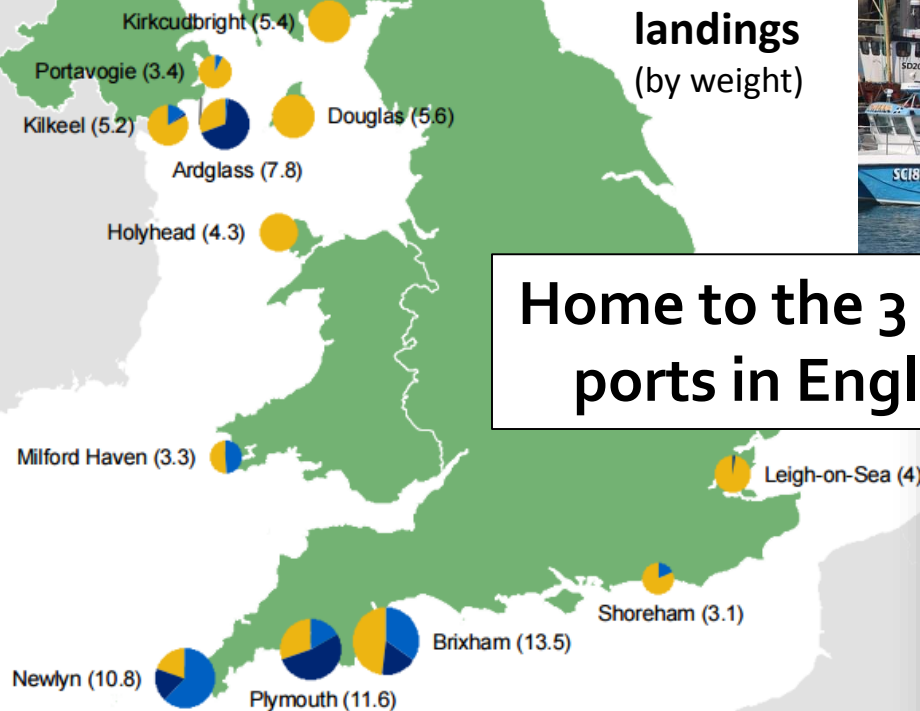 Kirkcudbright (5.4)
landings
(by weight)
Portavogie (3.4)
Kilkeel (5.2)
Douglas (5.6)
Ardglass (7.8)
Holyhead (4.3)
Home to the 3
ports in Engl
Milford Haven (3.3)
Leigh-on-Sea (4)
Shoreham (3.1)
Brixham (13.5)
Newlyn (10.8)
Plymouth (11.6)
SD20
SC18